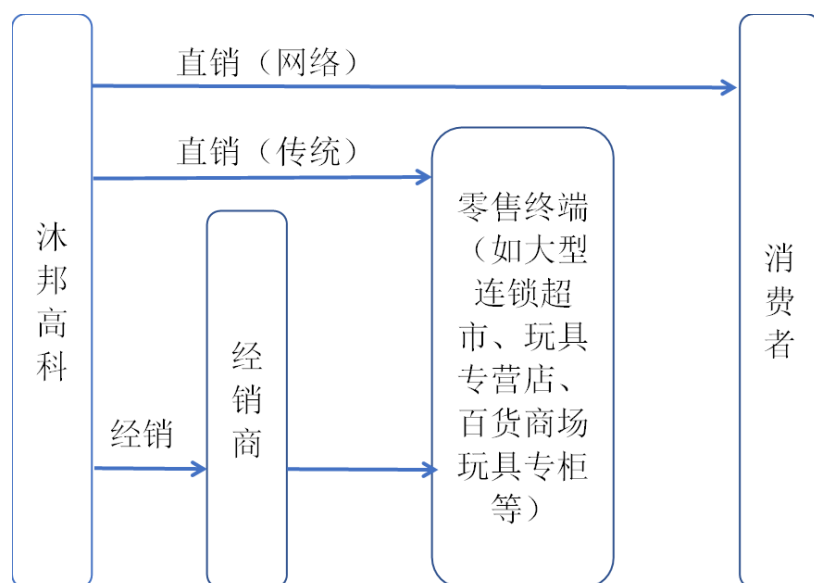 直销（网络）
直销（传统）
沐
邦
高
科
经销
经
销
商
零售终端
（如大型
连锁超
市、玩具
专营店、
百货商场
玩具专柜
等）
消
费
者